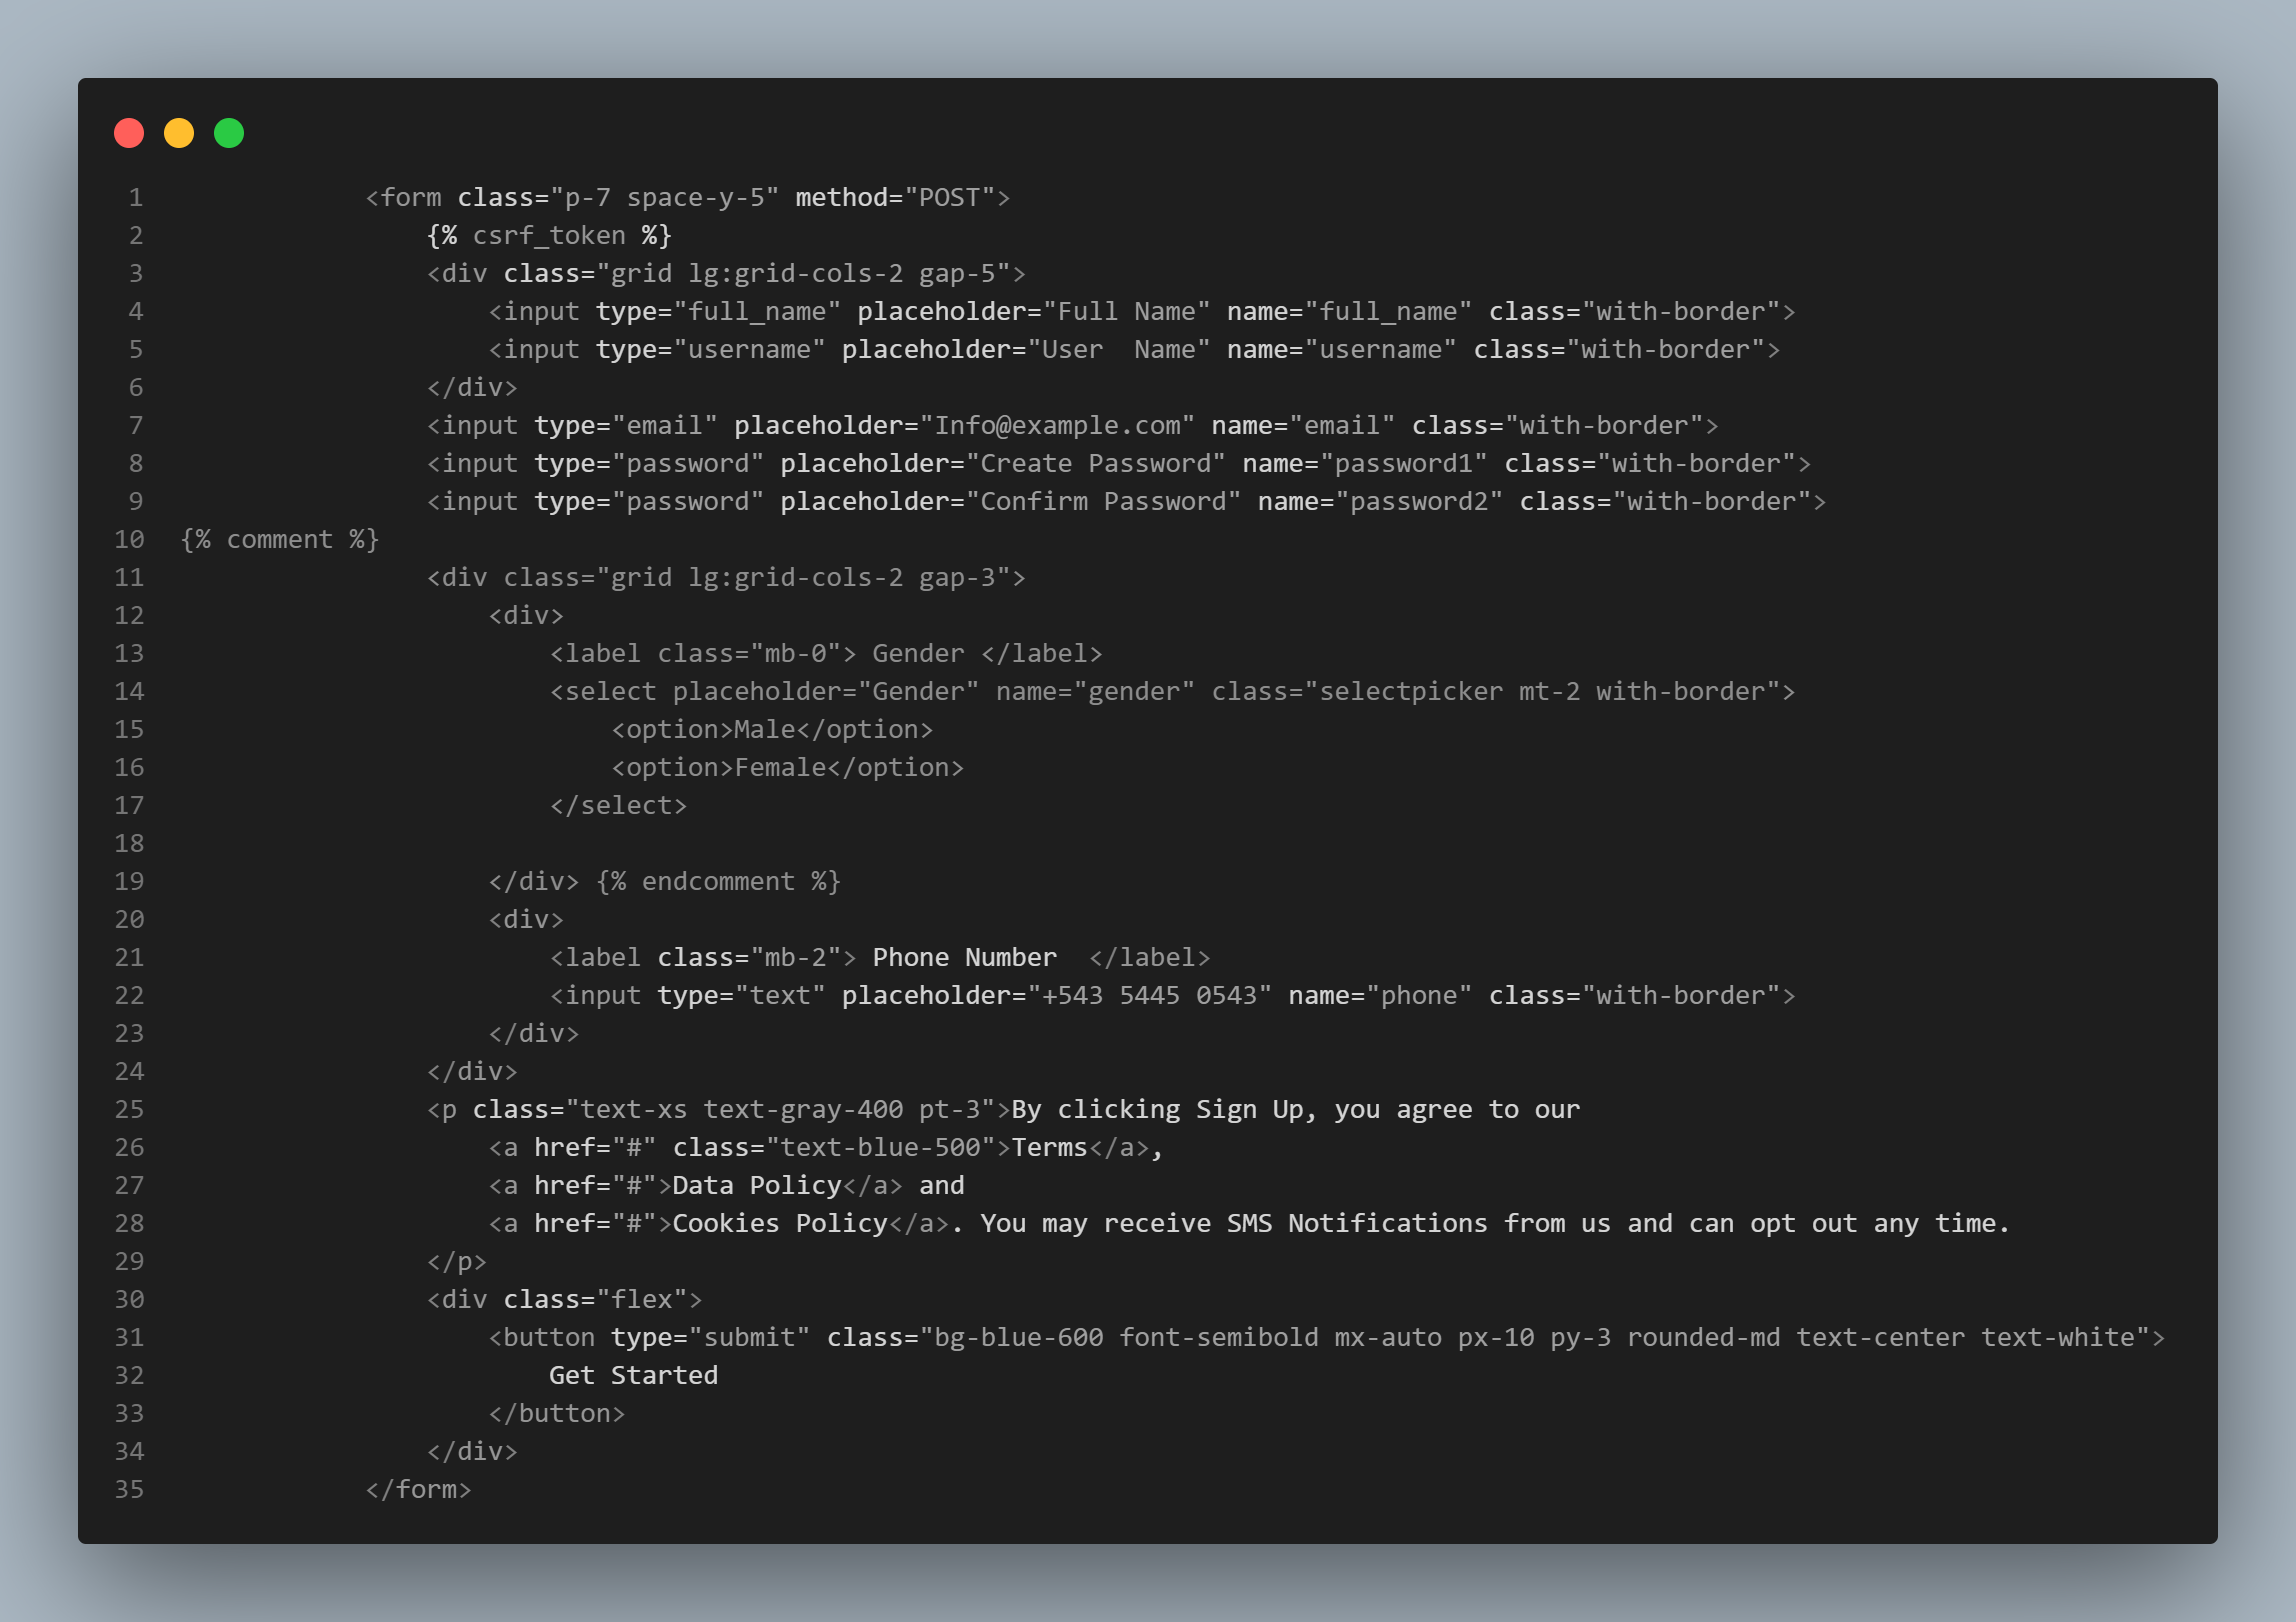 1 <form class="p-7 space-y-5" method="POST">
2 {% csrf_token %}
3 <div class="grid lg:grid-cols-2 gap-5">
4 <input type="full_name" placeholder="Full Name" name="full_name" class="with-border">
5 <input type="username" placeholder="User  Name" name="username" class="with-border">
6 </div>
7 <input type="email" placeholder="Info@example.com" name="email" class="with-border">
8 <input type="password" placeholder="Create Password" name="password1" class="with-border">
9 <input type="password" placeholder="Confirm Password" name="password2" class="with-border">
10 {% comment %}
11 <div class="grid lg:grid-cols-2 gap-3">
12 <div>
13 <label class="mb-0"> Gender </label>
14 <select placeholder="Gender" name="gender" class="selectpicker mt-2 with-border">
15 <option>Male</option>
16 <option>Female</option>
17 </select>
18
19 </div> {% endcomment %}
20 <div>
21 <label class="mb-2"> Phone Number  </label>
22 <input type="text" placeholder="+543 5445 0543" name="phone" class="with-border">
23 </div>
24 </div>
25 <p class="text-xs text-gray-400 pt-3">By clicking Sign Up, you agree to our
26 <a href="#" class="text-blue-500">Terms</a>,
27 <a href="#">Data Policy</a> and
28 <a href="#">Cookies Policy</a>. You may receive SMS Notifications from us and can opt out any time.
29 </p>
30 <div class="flex">
31 <button type="submit" class="bg-blue-600 font-semibold mx-auto px-10 py-3 rounded-md text-center text-white">
32 Get Started
33 </button>
34 </div>
35 </form>